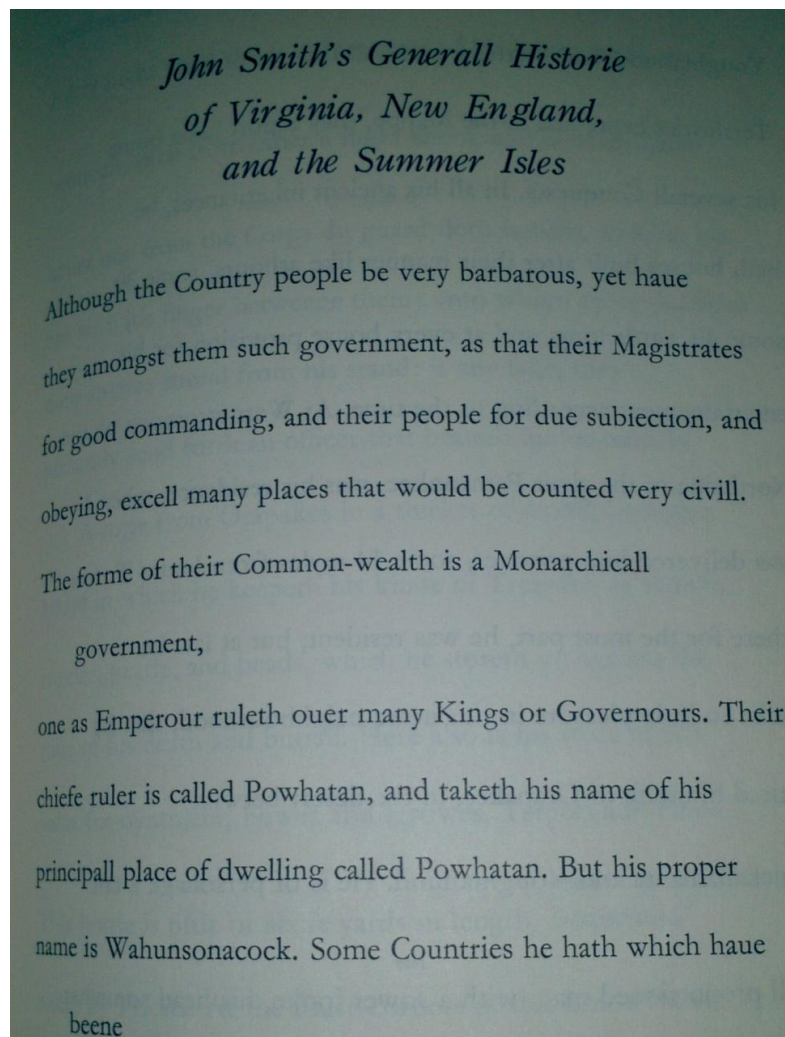 John Smith's Generall Historie
of Virginia, New England,
and the Summer Isles
Although the Country people be very barbarous, yet haue
they amongst them such government, as that their Magistrates
for good commanding, and their people for due subiection, and
obeying, excell many places that would be counted very civill.
The forme of their Common-wealth is a Monarchicall
government,
one as Emperour ruleth ouer many Kings or Governours. Their
chiefe ruler is called Powhatan, and taketh his name of his
principall place of dwelling called Powhatan. But his proper
name is Wahunsonacock. Some Countries he hath which haue
beene